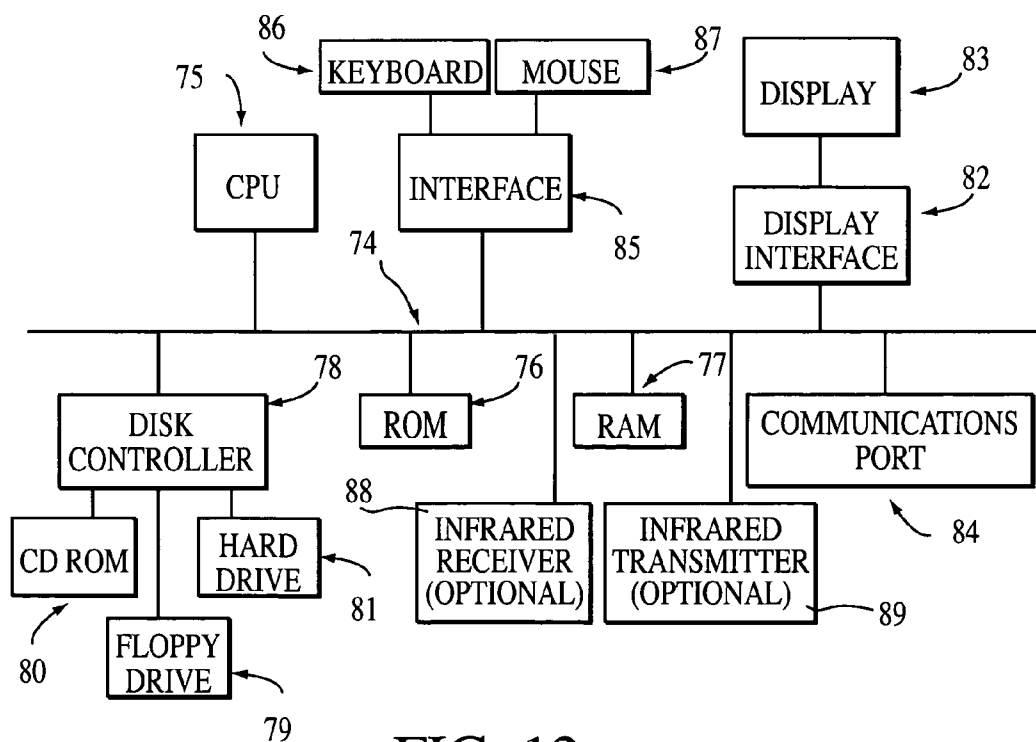 86
KEYBOARD
MOUSE
87
75
DISPLAY
83
CPU
INTERFACE
85
82
DISPLAY
INTERFACE
74
78
DISK
CONTROLLER
ROM
76
77
RAM
COMMUNICATIONS
PORT
84
CD ROM
80
HARD
DRIVE
81
FLOPPY
DRIVE
79
88
INFRARED
RECEIVER
(OPTIONAL)
INFRARED
TRANSMITTER
(OPTIONAL)
89